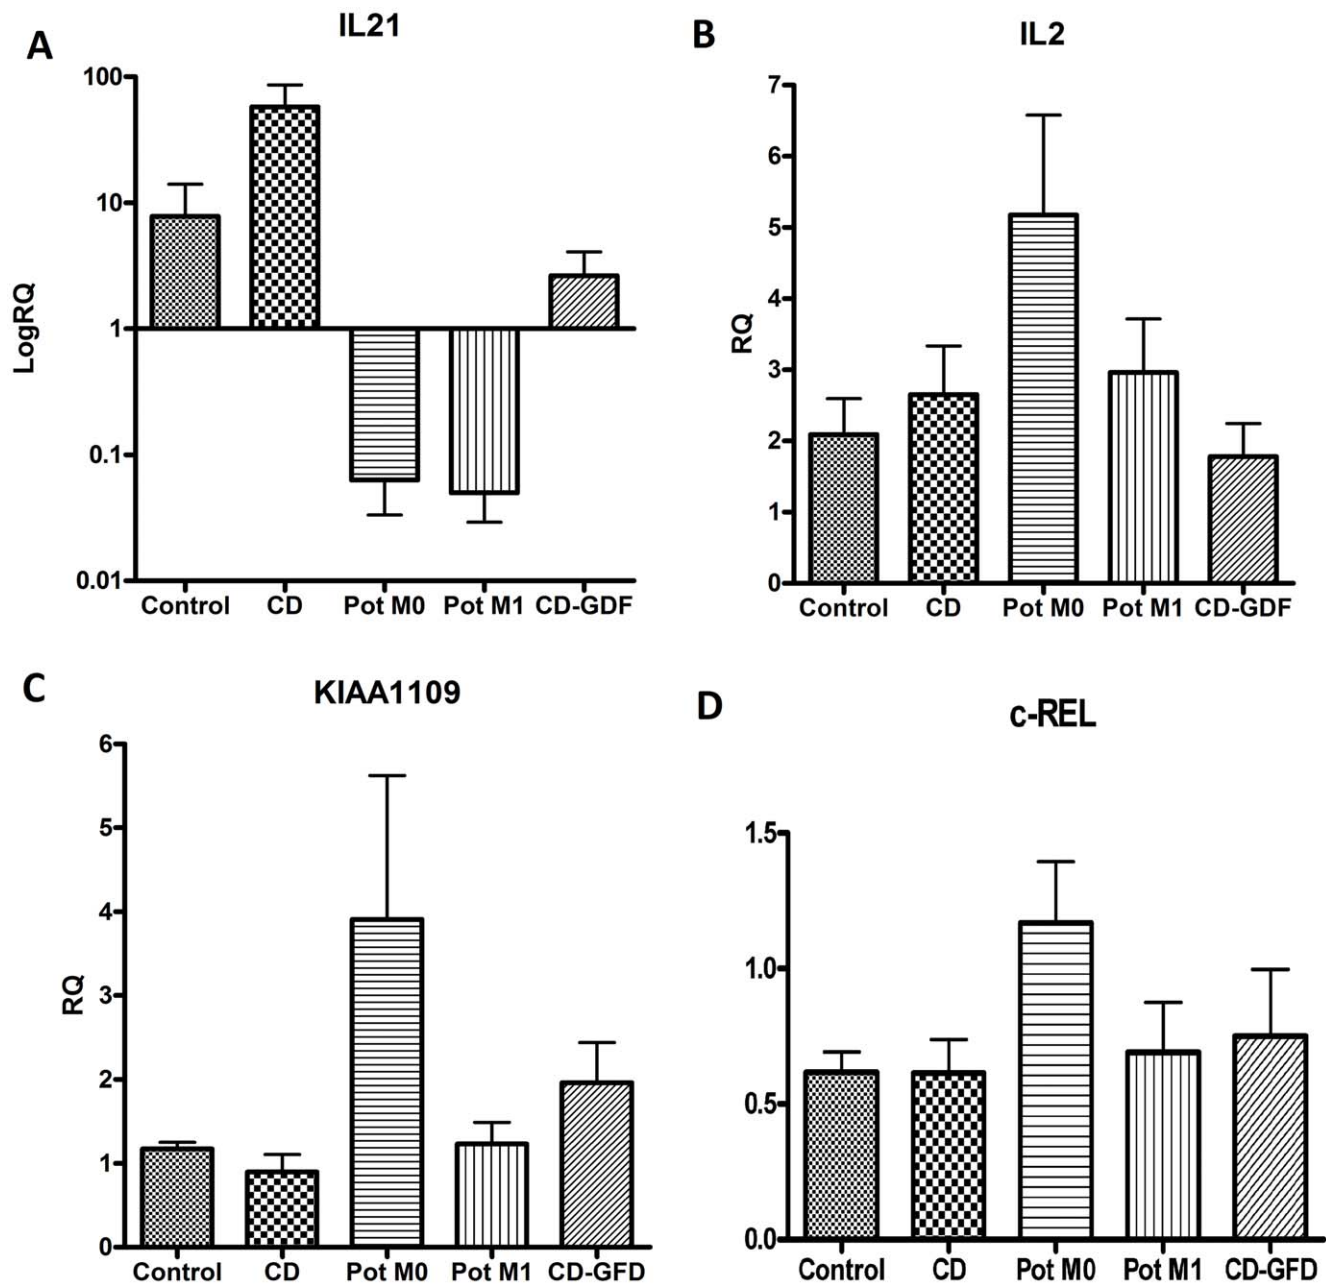 A
IL21
LogRQ
100
10
1
0.1
0.01
Control CD Pot M0 Pot M1 CD-GDF
B
IL2
RQ
7
6
5
4
3
2
1
0
Control CD Pot M0 Pot M1 CD-GDF
C
KIAA1109
RQ
6
5
4
3
2
1
0
Control CD Pot M0 Pot M1 CD-GFD
D
c-REL
1.5
1.0
0.5
0.0
Control CD Pot M0 Pot M1 CD-GFD